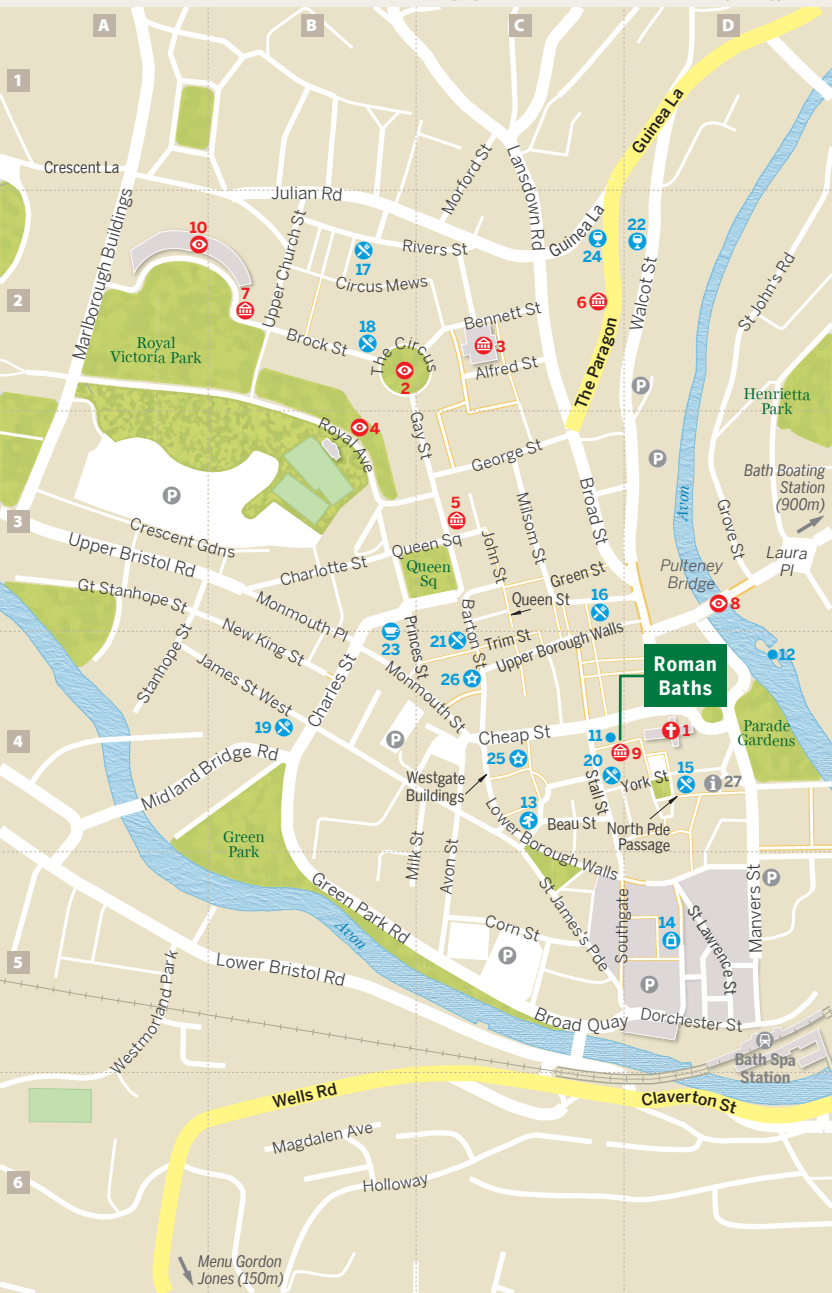 A
B
C
D
1
Guinea La
Crescent La
Morford St
Lansdown Rd
Julian Rd
Marlborough Buildings
10
Upper Church St
17
Rivers St
Guinea La
24
22
Walcot St
St John's Rd
2
7
Circus Mews
6
Bennett St
Royal
Victoria Park
Brock St
18
The Circus
2
3
Alfred St
The Paragon
P
Henrietta
Park
4
Royal Ave
Gay St
George St
P
Bath Boating
Station
(900m)
P
3
5
Milsom St
Broad St
Avon
Grove St
Crescent Gdns
Queen Sq
John St
Upper Bristol Rd
Charlotte St
Queen
Sq
Green St
Pulteney
Bridge
Laura
Pl
Gt Stanhope St
Monmouth Pl
Barton St
Queen St
16
8
New King St
23
Princes St
21
Trim St
Upper Borough Walls
Stanhope St
James St West
Charles St
Monmouth St
26
Roman
Baths
12
4
19
P
Cheap St
11
1
Parade
Gardens
Midland Bridge Rd
25
9
20
Westgate
Buildings
Stall St
York St
15
27
13
Beau St
North Pde
Passage
Green
Park
Milk St
Avon St
Lower Borough Walls
Green Park Rd
St James's Pde
Southgate
P
Manvers St
Avon
Corn St
14
St Lawrence St
5
P
Lower Bristol Rd
P
Westmorland Park
Broad Quay
Dorchester St
Bath Spa
Station
Wells Rd
Claverton St
Magdalen Ave
6
Holloway
Menu Gordon
Jones (150m)